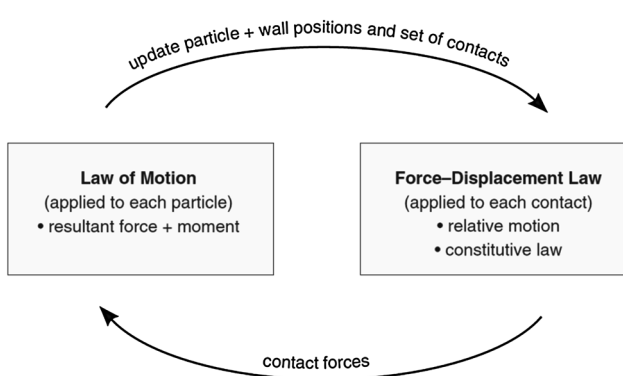 update particle + wall positions and set of contacts
Law of Motion
(applied to each particle)
• resultant force + moment
Force–Displacement Law
(applied to each contact)
• relative motion
• constitutive law
contact forces